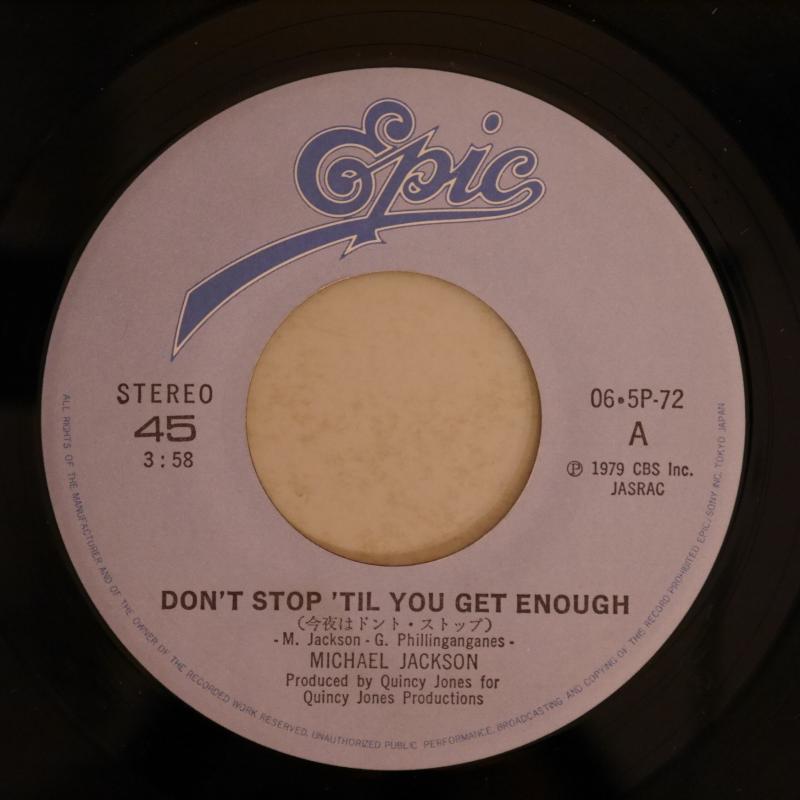 Epic
STEREO
45
3:58
06•5P-72
A
Ⓟ 1979 CBS Inc.
JASRAC
DON'T STOP 'TIL YOU GET ENOUGH
(今夜はドント・ストップ)
- M. Jackson - G. Phillinganganes -
MICHAEL JACKSON
Produced by Quincy Jones for
Quincy Jones Productions
ALL RIGHTS OF THE MANUFACTURER AND OF THE OWNER OF THE RECORDED WORK RESERVED, UNAUTHORIZED PUBLIC PERFORMANCE, BROADCASTING AND COPYING OF THIS RECORD PROHIBITED EPIC/SONY INC. TOKYO JAPAN